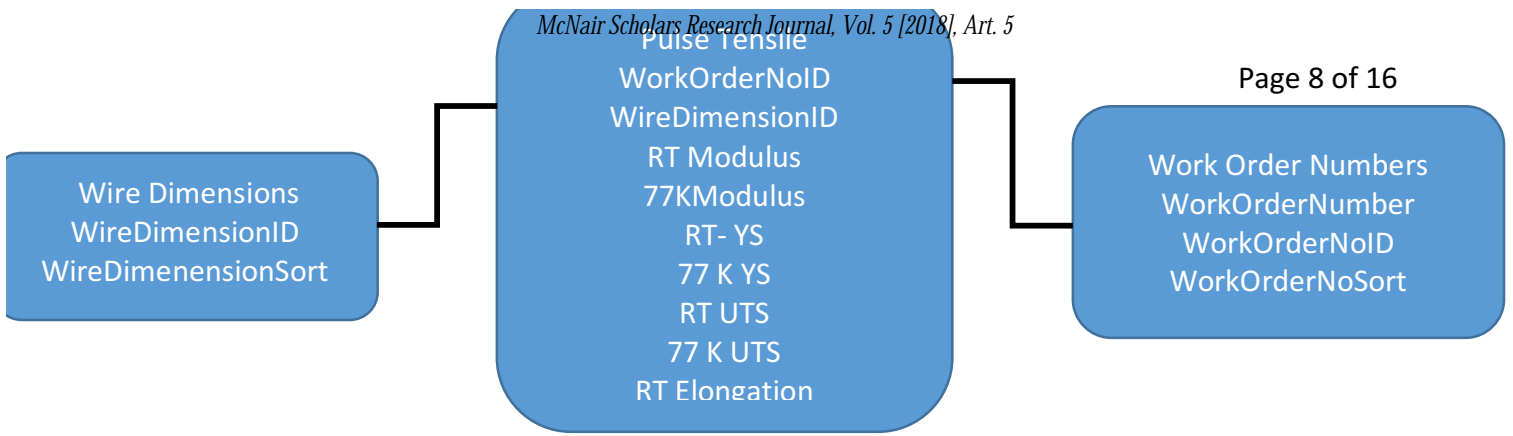 McNair Scholars Research Journal, Vol. 5 [2018], Art. 5
Page 8 of 16
Wire Dimensions
WireDimensionID
WireDimenensionSort
Pulse Tensile
WorkOrderNoID
WireDimensionID
RT Modulus
77KModulus
RT- YS
77 K YS
RT UTS
77 K UTS
RT Elongation
Work Order Numbers
WorkOrderNumber
WorkOrderNoID
WorkOrderNoSort